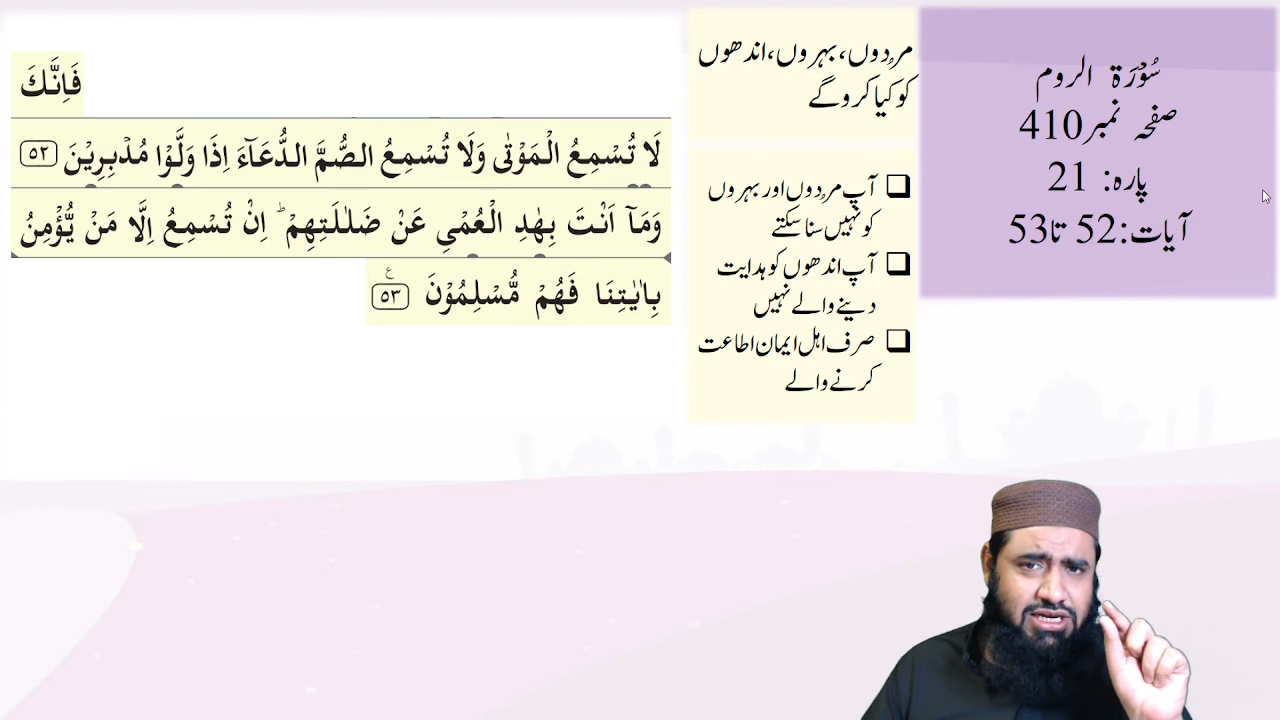 سُوۡرَة الروم
صفحہ نمبر410
پارہ: 21
آیات:52 تا53
مردوں، بہروں،اندھوں
کو کیا کرو گے
❑ آپ مردوں اور بہروں
کو نہیں سنا سکتے
❑ آپ اندھوں کو ہدایت
دینے والے نہیں
❑ صرف اہل ایمان اطاعت
کرنے والے
فَاِنَّكَ
لَا تُسۡمِعُ الۡمَوۡتٰى وَلَا تُسۡمِعُ الصُّمَّ الدُّعَآءَ اِذَا وَلَّوۡا مُدۡبِرِيۡنَ ﴿۵۲﴾
وَمَاۤ اَنۡتَ بِهٰدِ الۡعُمۡىِ عَنۡ ضَلٰلَتِهِمۡ ؕ اِنۡ تُسۡمِعُ اِلَّا مَنۡ يُّؤۡمِنُ
بِاٰيٰتِنَا فَهُمۡ مُّسۡلِمُوۡنَ ﴿۵۳﴾ ع